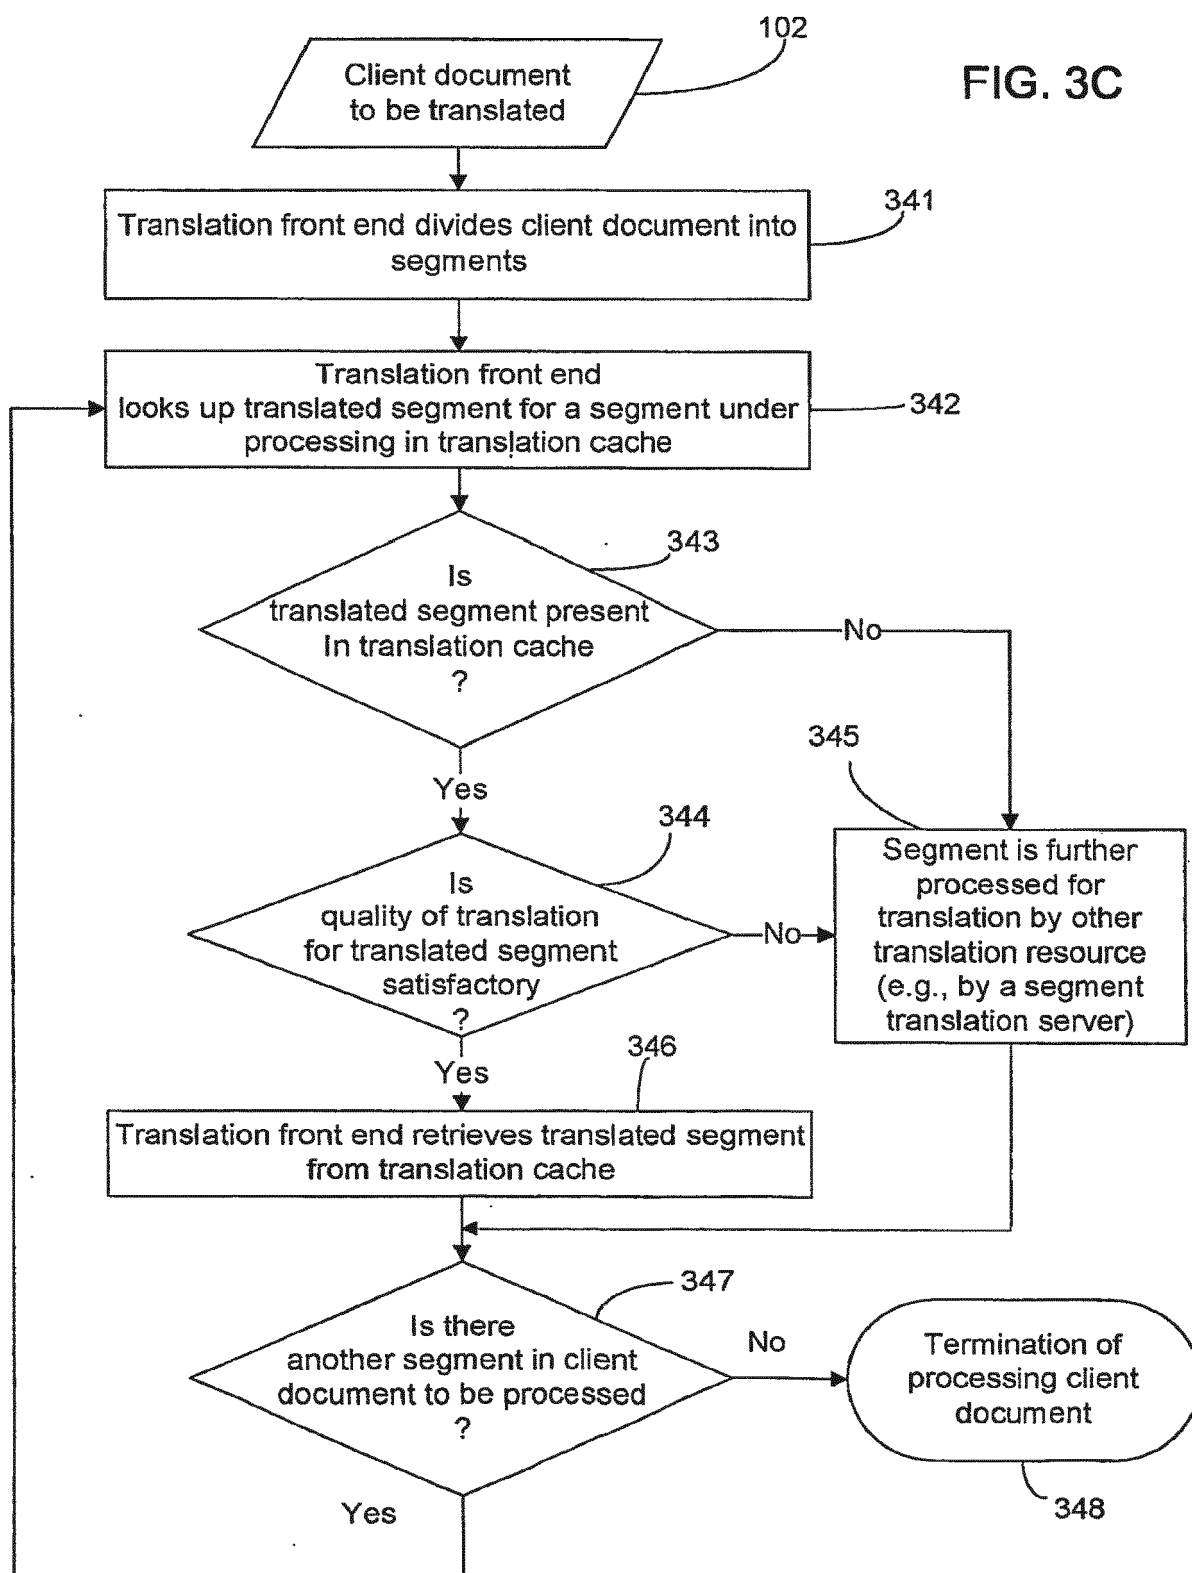 102
FIG. 3C
Client document
to be translated
341
Translation front end divides client document into
segments
Translation front end
looks up translated segment for a segment under
processing in translation cache
342
343
Is
translated segment present
In translation cache
?
No
Yes
345
344
Is
quality of translation
for translated segment
satisfactory
?
No
Segment is further
processed for
translation by other
translation resource
(e.g., by a segment
translation server)
Yes
346
Translation front end retrieves translated segment
from translation cache
347
Is there
another segment in client
document to be processed
?
No
Termination of
processing client
document
Yes
348